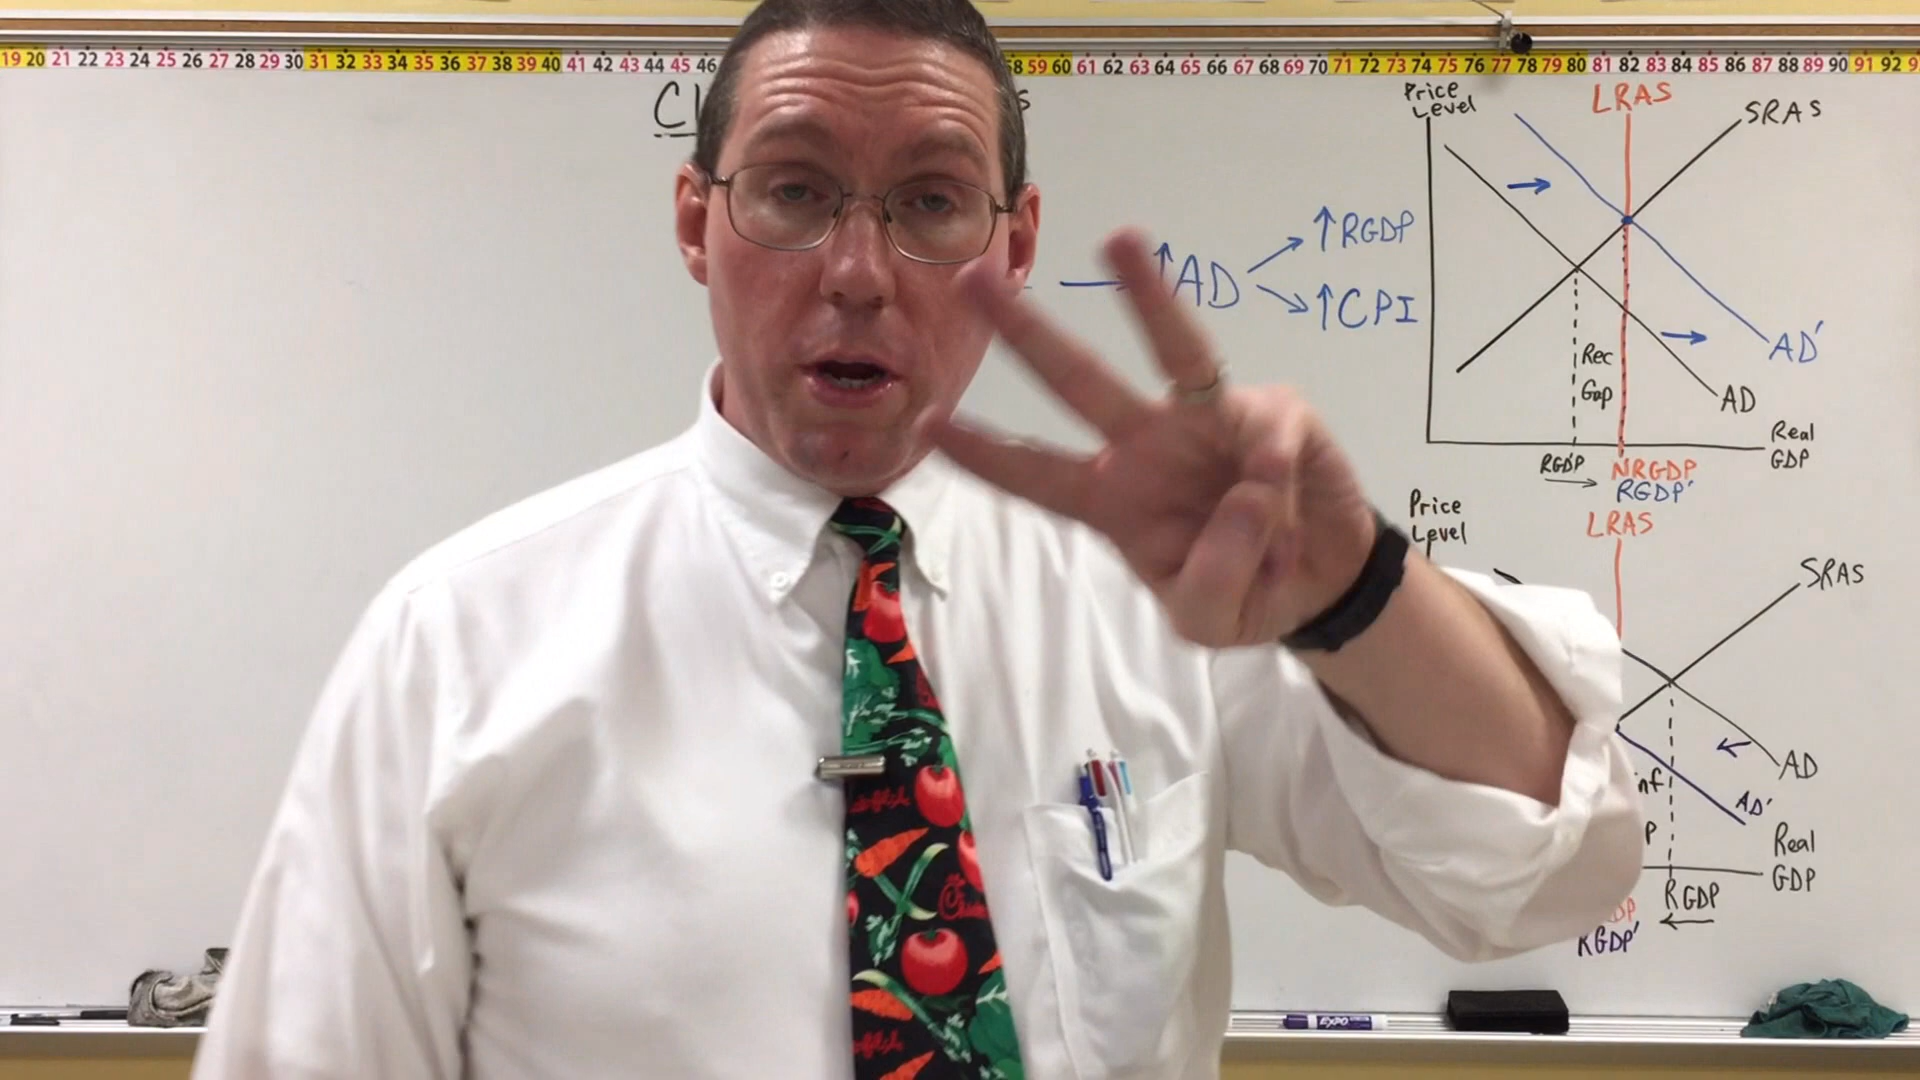 19 20 21 22 23 24 25 26 27 28 29 30 31 32 33 34 35 36 37 38 39 40 41 42 43 44 45 46
58 59 60 61 62 63 64 65 66 67 68 69 70 71 72 73 74 75 76 77 78 79 80 81 82 83 84 85 86 87 88 89 90 91 92
↑AD
↑RGDP
↑CPI
Price
Level
LRAS
SRAS
AD'
Rec
Gap
AD
Real
GDP
RGDP
NRGDP
RGDP'
Price
Level
LRAS
SRAS
AD
AD'
Real
GDP
RGDP
RGDP'
EXPO